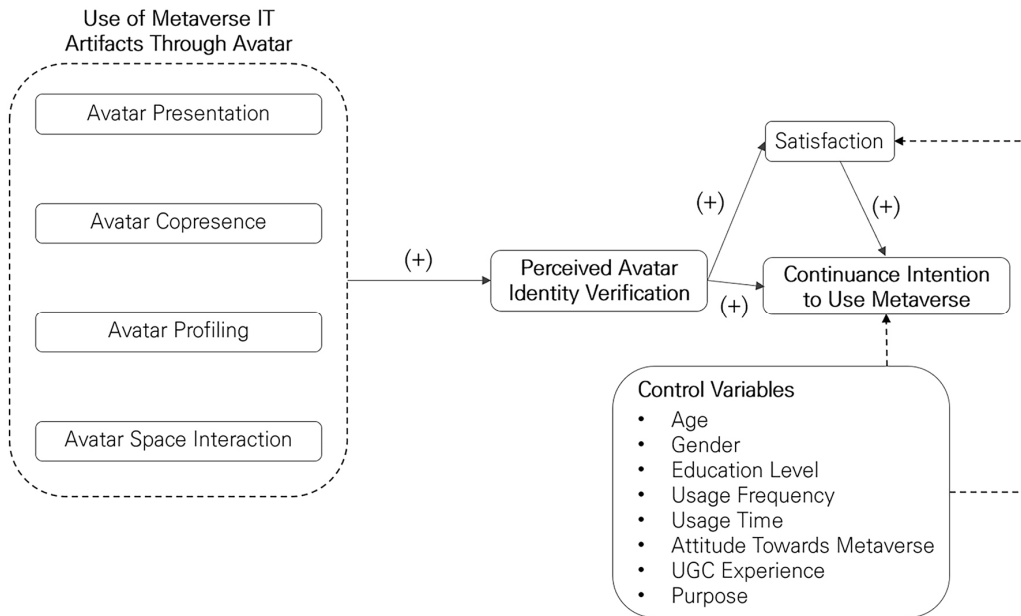 Use of Metaverse IT
Artifacts Through Avatar
Avatar Presentation
Avatar Copresence
Avatar Profiling
Avatar Space Interaction
(+)
Perceived Avatar
Identity Verification
(+)
(+)
Satisfaction
(+)
Continuance Intention
to Use Metaverse
Control Variables
• Age
• Gender
• Education Level
• Usage Frequency
• Usage Time
• Attitude Towards Metaverse
• UGC Experience
• Purpose